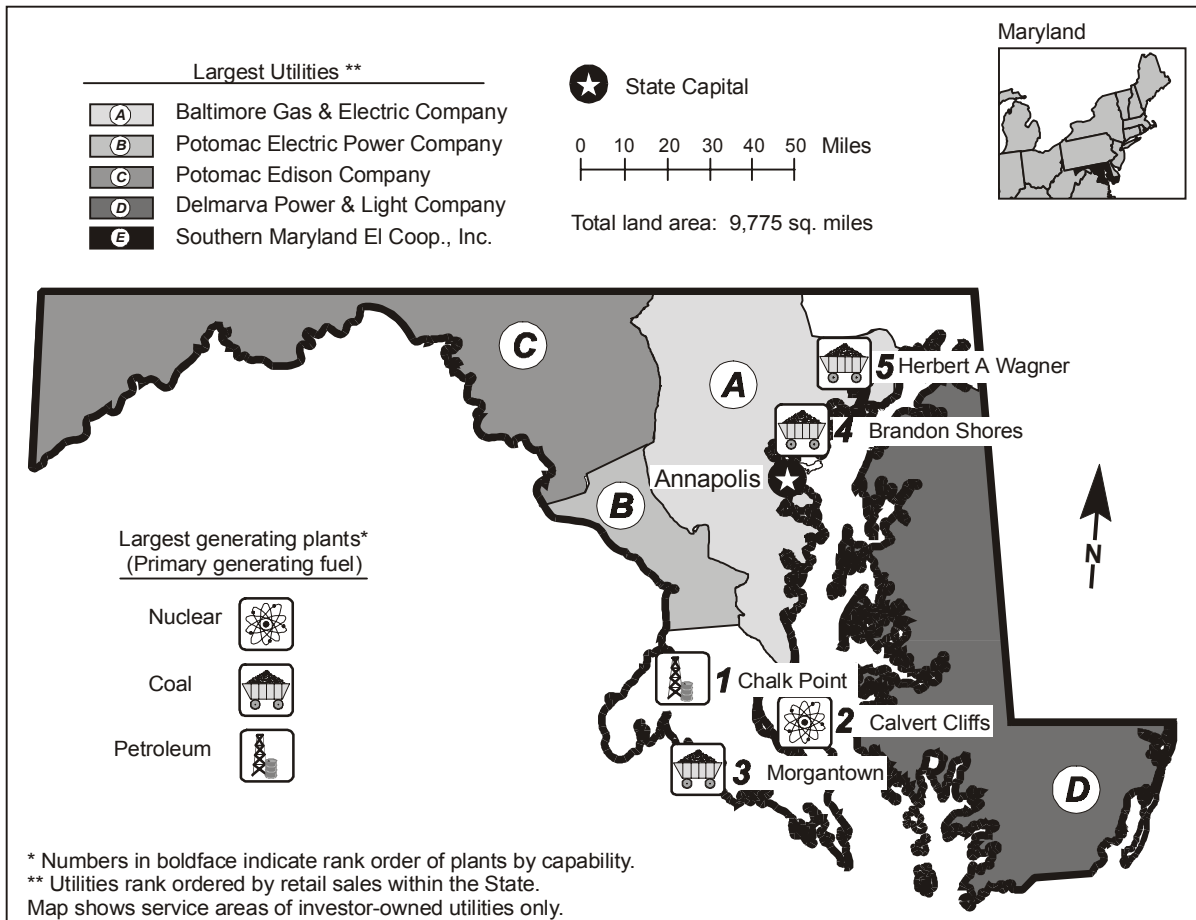 Largest Utilities **
A Baltimore Gas & Electric Company
B Potomac Electric Power Company
C Potomac Edison Company
D Delmarva Power & Light Company
E Southern Maryland El Coop., Inc.
State Capital
0 10 20 30 40 50 Miles
Total land area: 9,775 sq. miles
Maryland
C
A
B
D
5 Herbert A Wagner
4 Brandon Shores
Annapolis
1 Chalk Point
2 Calvert Cliffs
3 Morgantown
N
Largest generating plants*
(Primary generating fuel)
Nuclear
Coal
Petroleum
* Numbers in boldface indicate rank order of plants by capability.
** Utilities rank ordered by retail sales within the State.
Map shows service areas of investor-owned utilities only.